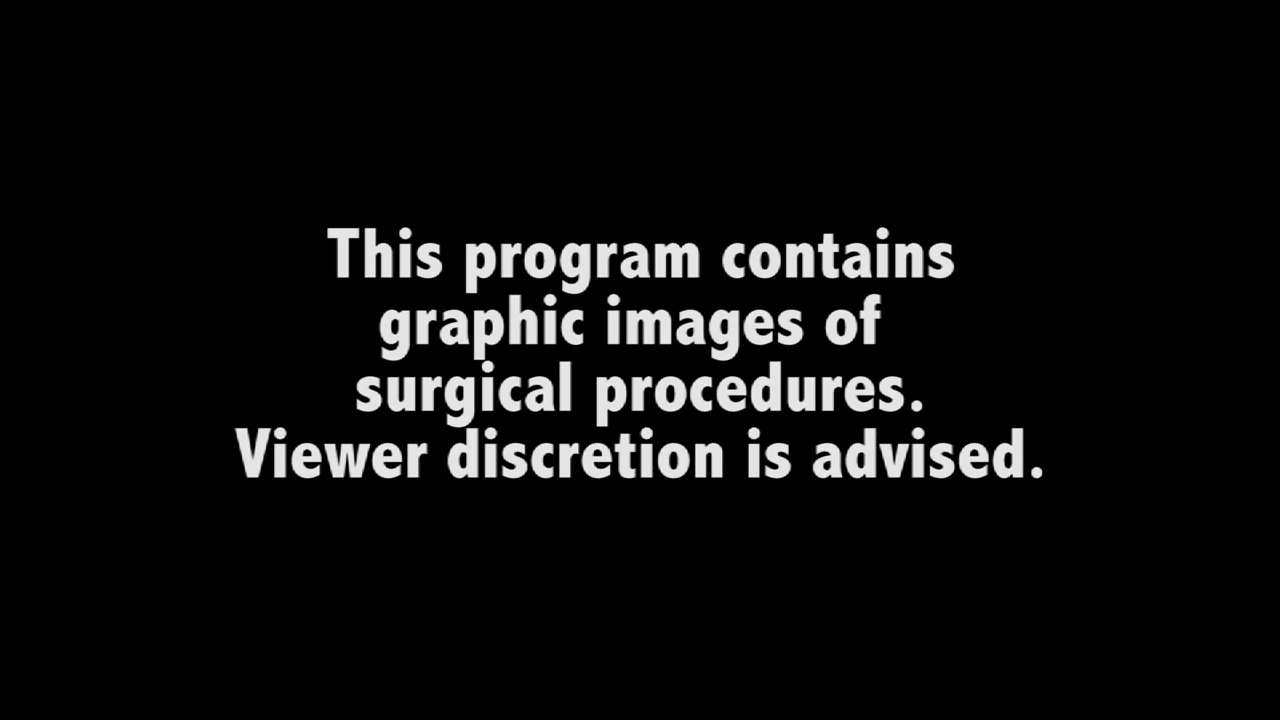 This program contains
graphic images of
surgical procedures.
Viewer discretion is advised.